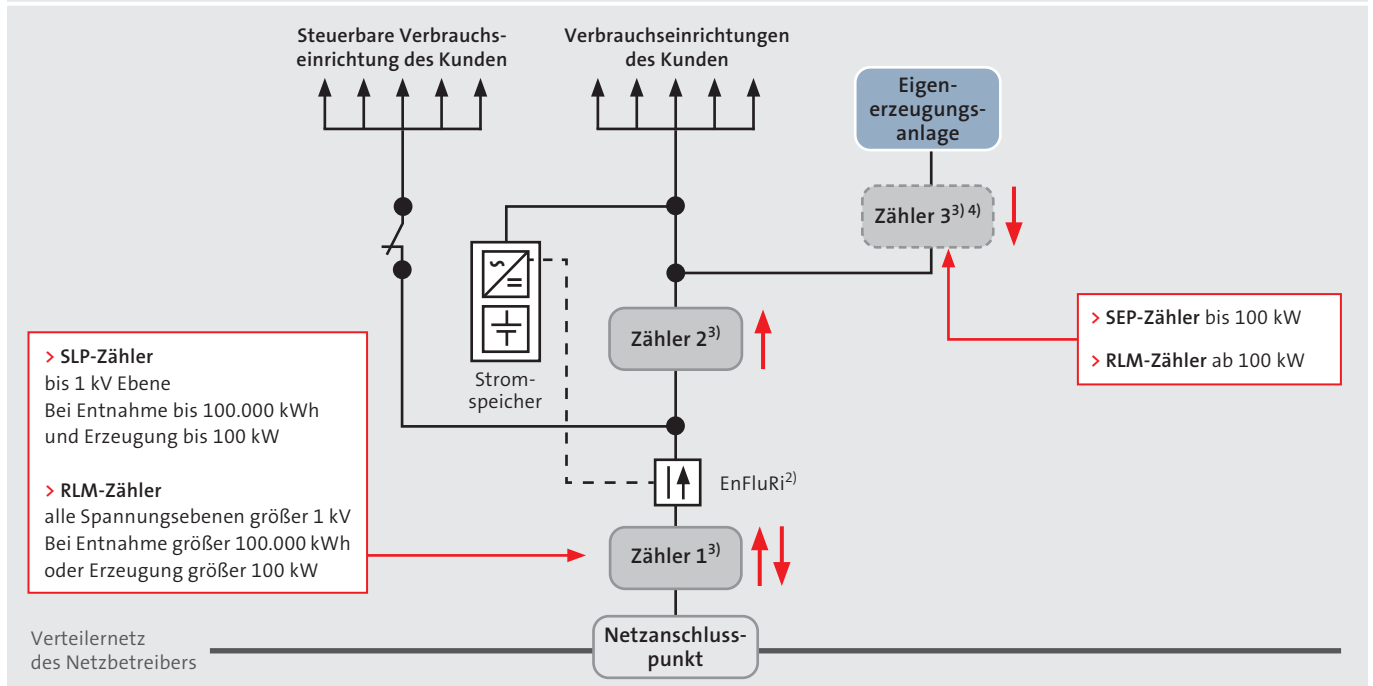 Steuerbare Verbrauchs-
einrichtung des Kunden
Verbrauchseinrichtungen
des Kunden
Eigen-
erzeugungs-
anlage
Zähler 3³⁾ ⁴⁾
> SEP-Zähler bis 100 kW
> RLM-Zähler ab 100 kW
Zähler 2³⁾
Strom-
speicher
> SLP-Zähler
bis 1 kV Ebene
Bei Entnahme bis 100.000 kWh
und Erzeugung bis 100 kW
> RLM-Zähler
alle Spannungsebenen größer 1 kV
Bei Entnahme größer 100.000 kWh
oder Erzeugung größer 100 kW
EnFluRi²⁾
Zähler 1³⁾
Netzanschluss-
punkt
Verteilernetz
des Netzbetreibers